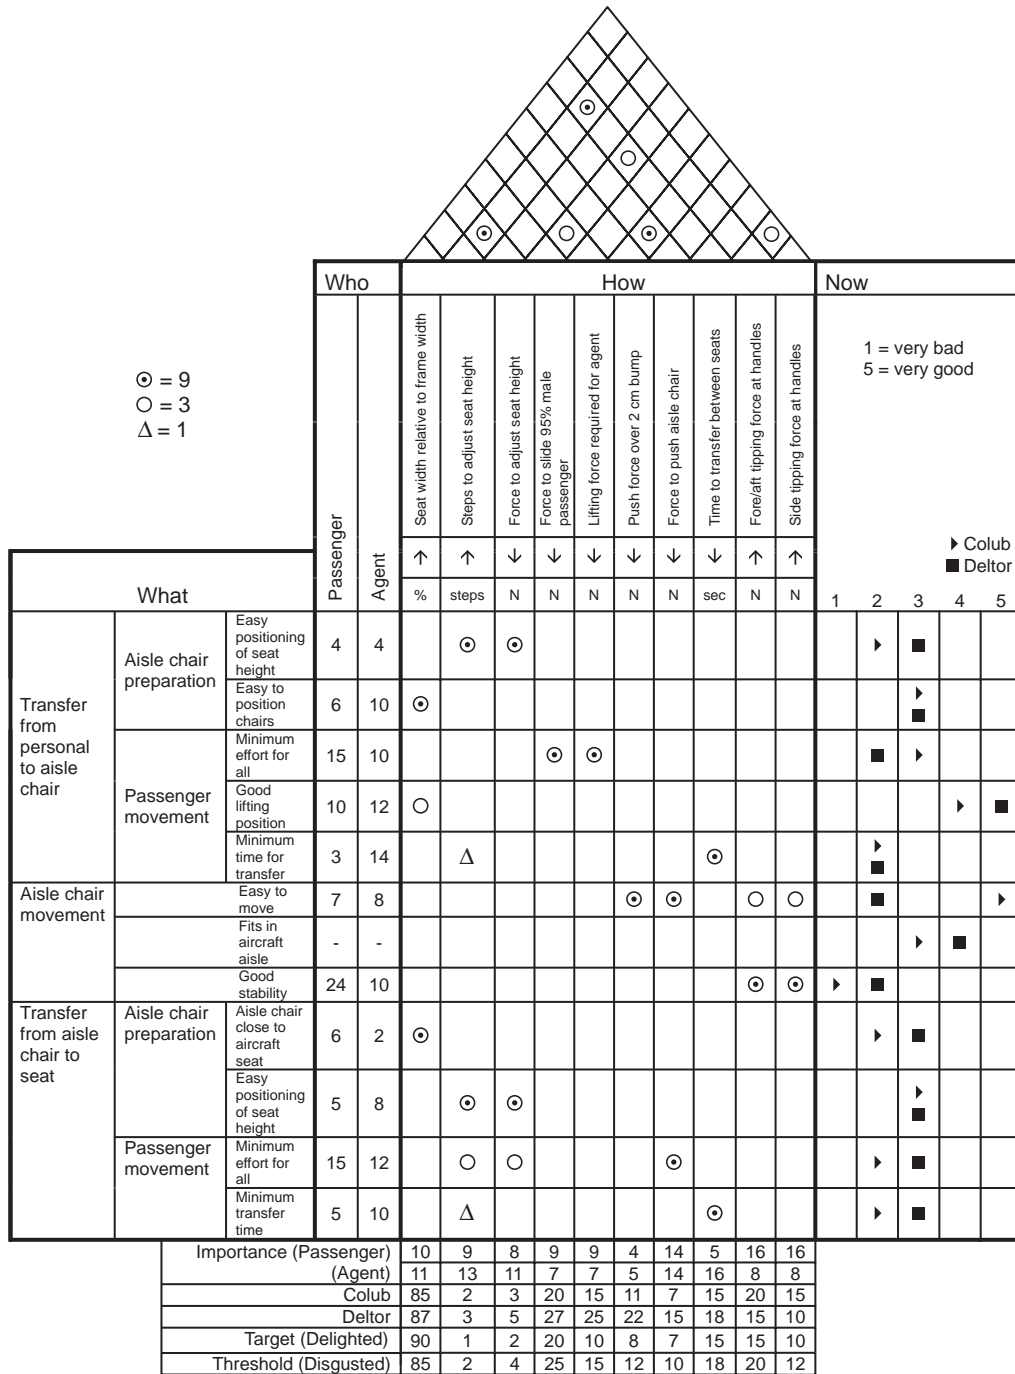 Who
How
Now
⊙ = 9
○ = 3
Δ = 1
1 = very bad
5 = very good
Passenger
Agent
Seat width relative to frame width
Steps to adjust seat height
Force to adjust seat height
Force to slide 95% male
passenger
Lifting force required for agent
Push force over 2 cm bump
Force to push aisle chair
Time to transfer between seats
Fore/aft tipping force at handles
Side tipping force at handles
▶ Colub
■ Deltor
↑ ↑ ↓ ↓ ↓ ↓ ↓ ↓ ↑ ↑
What
% steps N N N N N sec N N
1 2 3 4 5
Transfer
from
personal
to aisle
chair
Aisle chair
preparation
Easy
positioning
of seat
height
4 4 ⊙ ⊙
Easy to
position
chairs
6 10 ⊙
Passenger
movement
Minimum
effort for
all
15 10 ⊙ ⊙
Good
lifting
position
10 12 ○
Minimum
time for
transfer
3 14 Δ ⊙
Aisle chair
movement
Easy to
move
7 8 ⊙ ⊙ ○ ○
Fits in
aircraft
aisle
- -
Good
stability
24 10 ⊙ ⊙
Transfer
from aisle
chair to
seat
Aisle chair
preparation
Aisle chair
close to
aircraft
seat
6 2 ⊙
Easy
positioning
of seat
height
5 8 ⊙ ⊙
Passenger
movement
Minimum
effort for
all
15 12 ○ ○ ⊙
Minimum
transfer
time
5 10 Δ ⊙
Importance (Passenger) 10 9 8 9 9 4 14 5 16 16
(Agent) 11 13 11 7 7 5 14 16 8 8
Colub 85 2 3 20 15 11 7 15 20 15
Deltor 87 3 5 27 25 22 15 18 15 10
Target (Delighted) 90 1 2 20 10 8 7 15 15 10
Threshold (Disgusted) 85 2 4 25 15 12 10 18 20 12